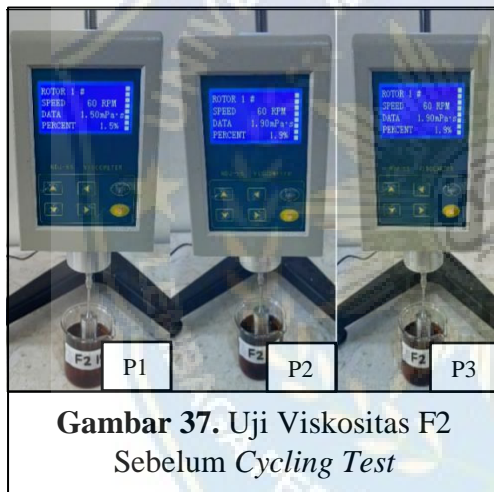 ROTOR 1 #
SPEED 60 RPM
DATA 1.50mPa·s
PERCENT 1.5%
P1
ROTOR 1 #
SPEED 60 RPM
DATA 1.90mPa·s
PERCENT 1.9%
F2
P2
ROTOR 1 #
SPEED 60 RPM
DATA 1.90mPa·s
PERCENT 1.9%
F2
P3
Gambar 37. Uji Viskositas F2
Sebelum Cycling Test